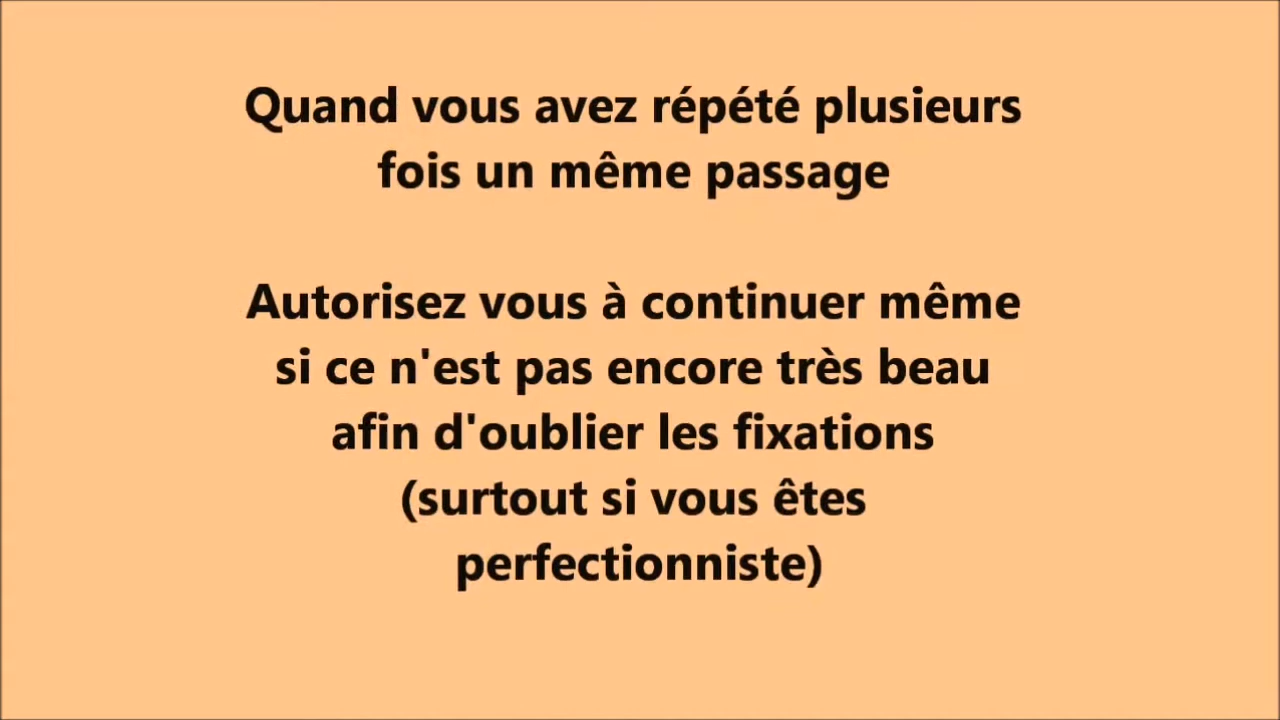 Quand vous avez répété plusieurs
fois un même passage
Autorisez vous à continuer même
si ce n'est pas encore très beau
afin d'oublier les fixations
(surtout si vous êtes
perfectionniste)